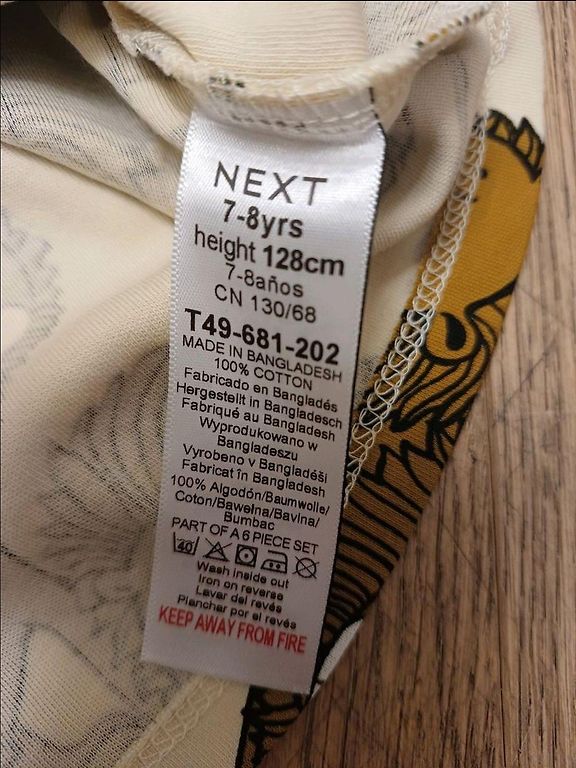 NEXT
7-8yrs
height 128cm
7-8años
CN 130/68
T49-681-202
MADE IN BANGLADESH
100% COTTON
Fabricado en Bangladés
Hergestellt in Bangladesch
Fabriqué au Bangladesh
Wyprodukowano w
Bangladeszu
Vyrobeno v Bangladéši
Fabricat în Bangladesh
100% Algodón/Baumwolle/
Coton/Bawełna/Bavlna/
Bumbac
PART OF A 6 PIECE SET
40
Wash inside out
Iron on reverse
Lavar del revés
Planchar por el revés
KEEP AWAY FROM FIRE